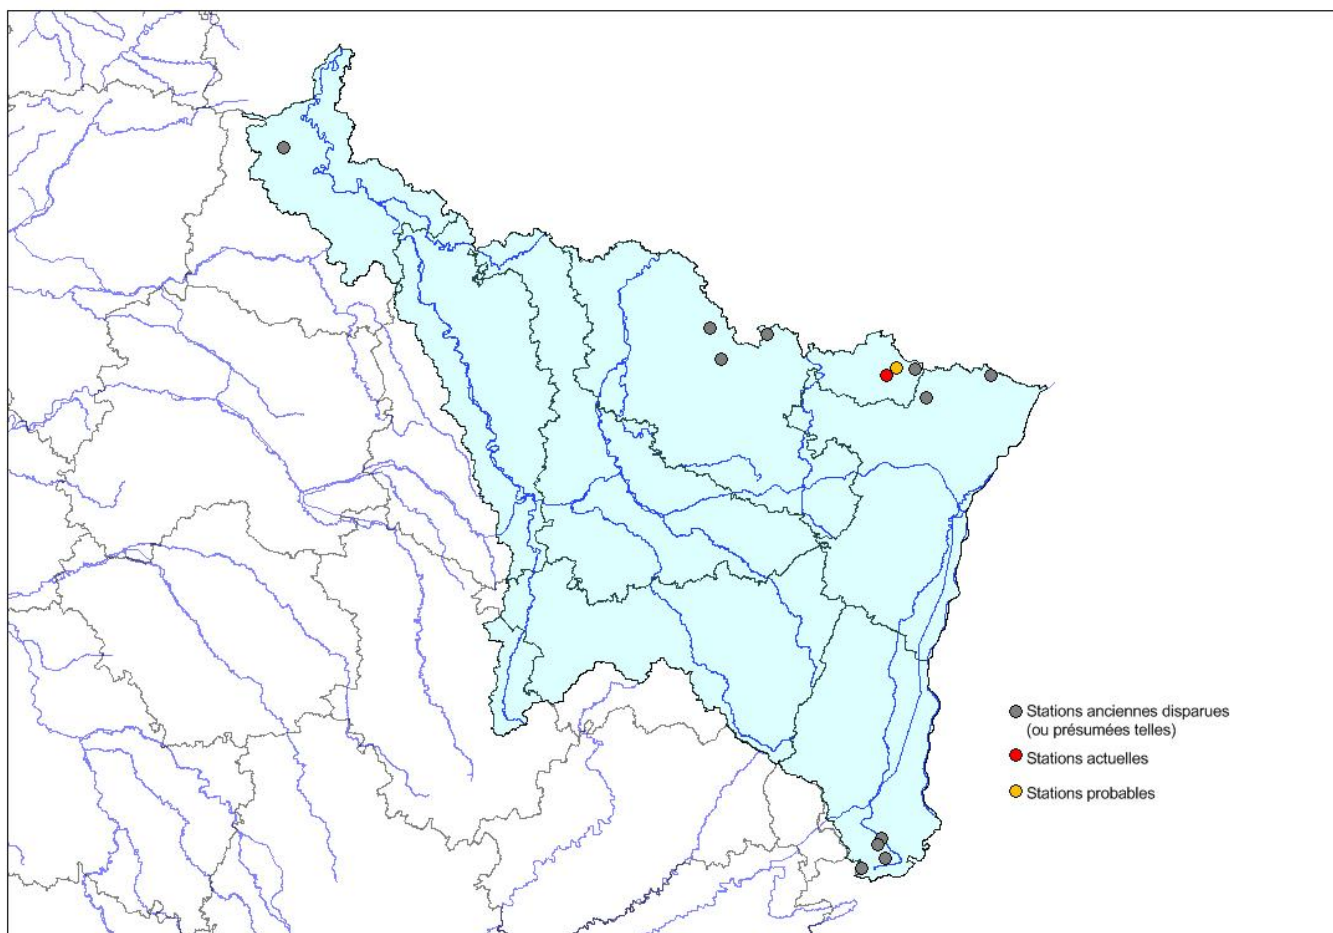 Stations anciennes disparues
(ou présumées telles)
Stations actuelles
Stations probables